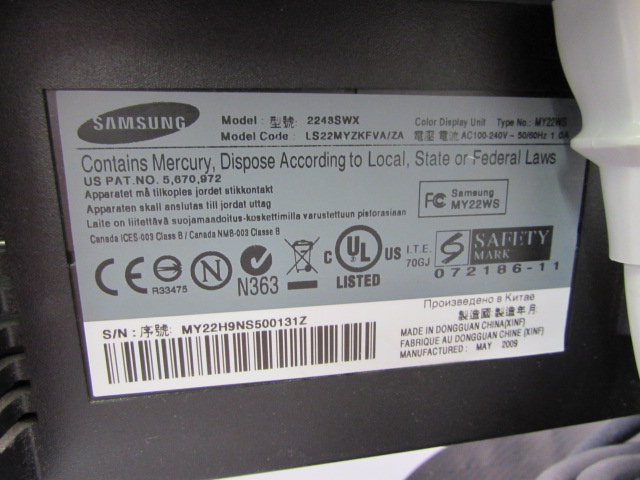 SAMSUNG
Model : 型號: 2243SWX
Color Display Unit Type No.: MY22WS
Model Code : LS22MYZKFVA/ZA
電壓 電流 AC100-240V~ 50/60Hz 1.0A
Contains Mercury, Dispose According to Local, State or Federal Laws
US PAT.NO. 5,670,972
Apparatet må tilkoples jordet stikkontakt
Apparaten skall anslutas till jordat uttag
Laite on liitettävä suojamaadoitus-koskettimilla varustettuun pistorasiaan
Canada ICES-003 Class B / Canada NMB-003 Classe B
FC Samsung
MY22WS
CE
R33475
N
N363
C UL US
LISTED
I.T.E.
70GJ
S SAFETY
MARK
072186-11
S/N : 序號: MY22H9NS500131Z
Произведено в Китае
製造國:製造年月:
MADE IN DONGGUAN CHINA(XINF)
FABRIQUE AU DONGGUAN CHINE (XINF)
MANUFACTURED : MAY 2009